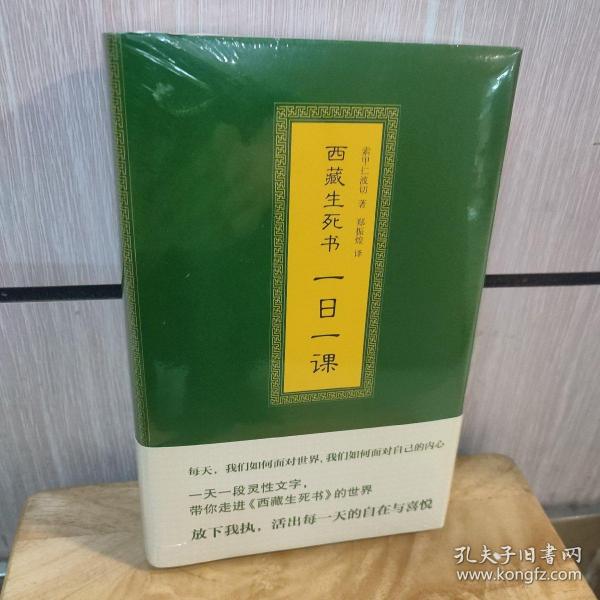 西藏生死书 一日一课
索甲仁波切 著 郑振煌 译
每天，我们如何面对世界，我们如何面对自己的内心
一天一段灵性文字，
带你走进《西藏生死书》的世界
放下我执，活出每一天的自在与喜悦
孔夫子旧书网
www.kongfz.com